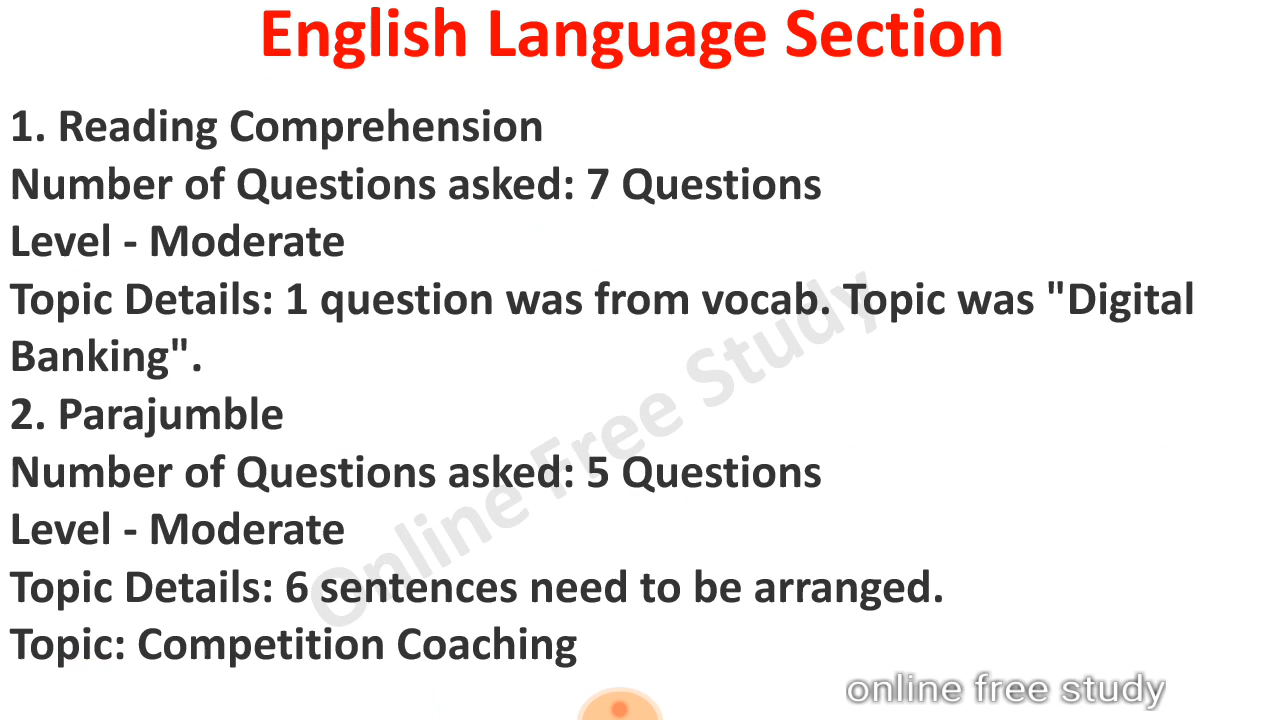 English Language Section
1. Reading Comprehension
Number of Questions asked: 7 Questions
Level - Moderate
Topic Details: 1 question was from vocab. Topic was "Digital
Banking".
2. Parajumble
Number of Questions asked: 5 Questions
Level - Moderate
Topic Details: 6 sentences need to be arranged.
Topic: Competition Coaching
Online Free Study
online free study